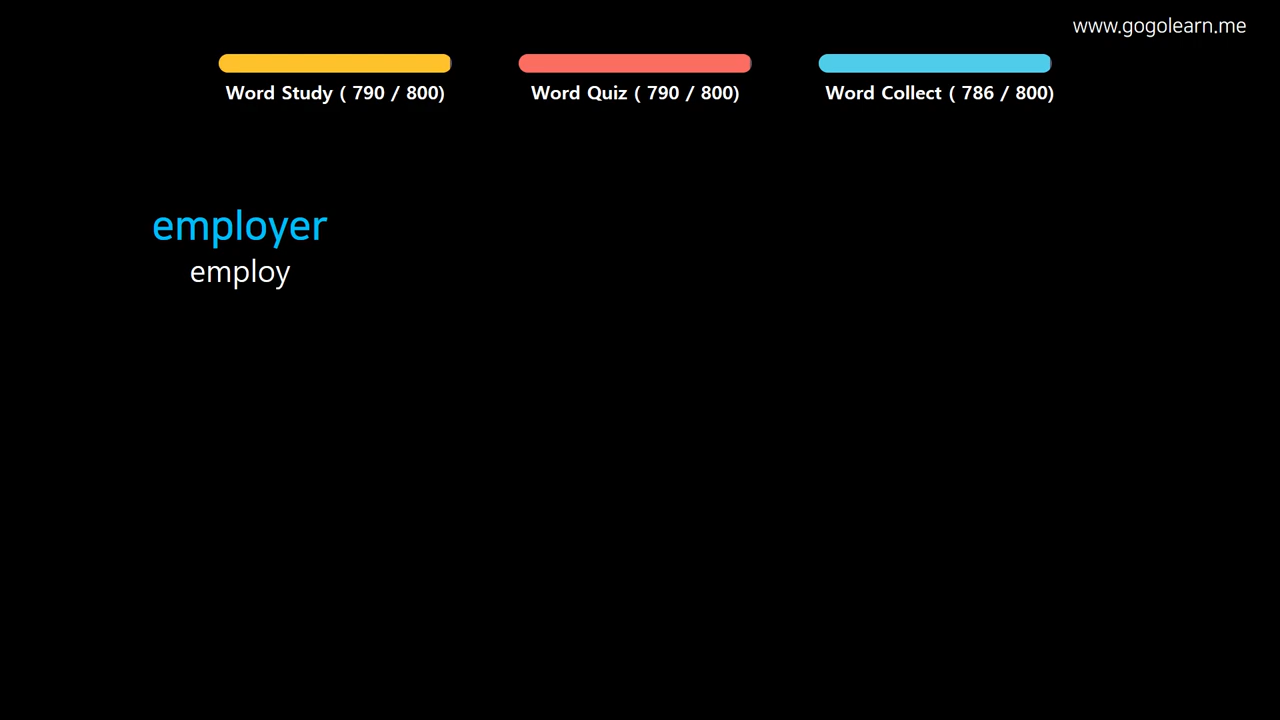 www.gogolearn.me
Word Study ( 790 / 800)
Word Quiz ( 790 / 800)
Word Collect ( 786 / 800)
employer
employ